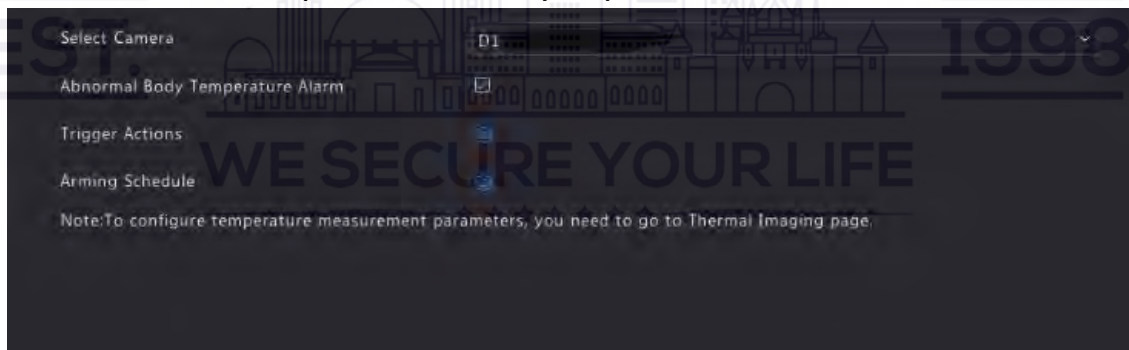 Select Camera D1
EST. 1998
Abnormal Body Temperature Alarm
Trigger Actions
WE SECURE YOUR LIFE
Arming Schedule
Note:To configure temperature measurement parameters, you need to go to Thermal Imaging page.